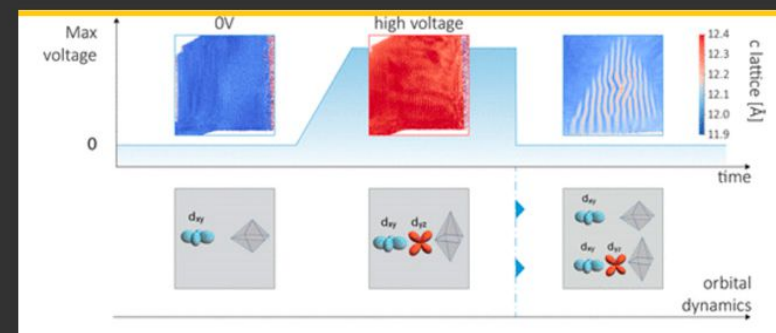 Max
voltage
0V
high voltage
12.4
12.3
12.2
12.1
12.0
11.9
c lattice [Å]
0
time
dxy
dxy dyz
dxy
dxy dyz
orbital
dynamics